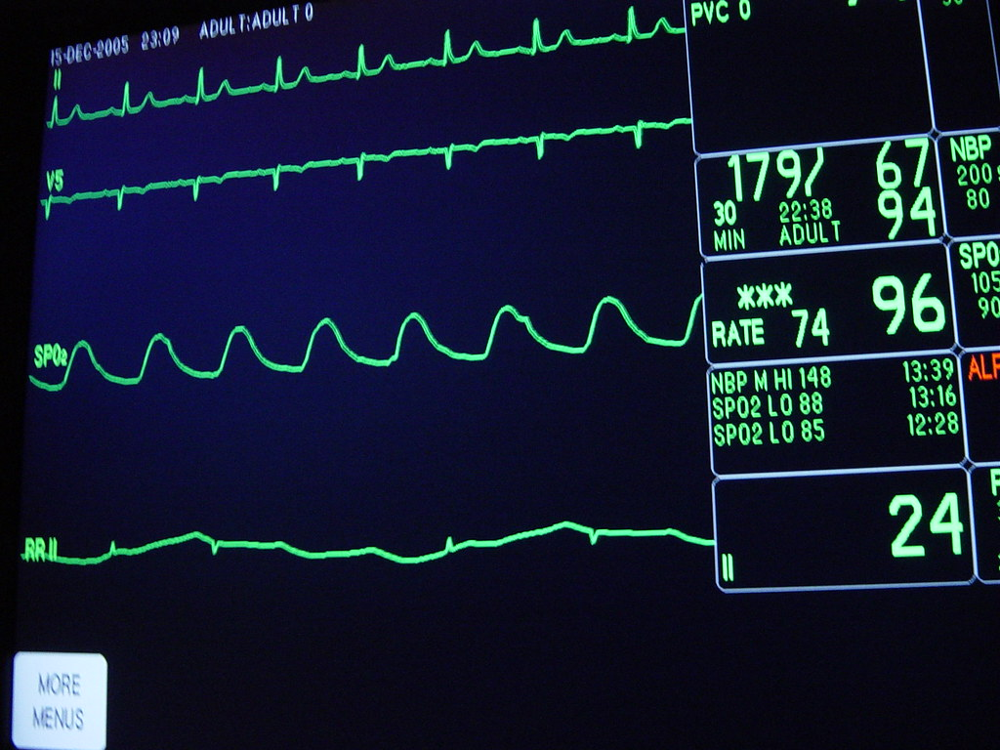 15-DEC-2005 23:09 ADULT:ADULT 0
II
PVC 0
V5
179/ 67
94
30 22:38
MIN ADULT
NBP
200
80
SPO2
***
RATE 74
96
SPO
105
90
NBP M HI 148 13:39
SPO2 LO 88 13:16
SPO2 LO 85 12:28
RR II
24
II
MORE
MENUS